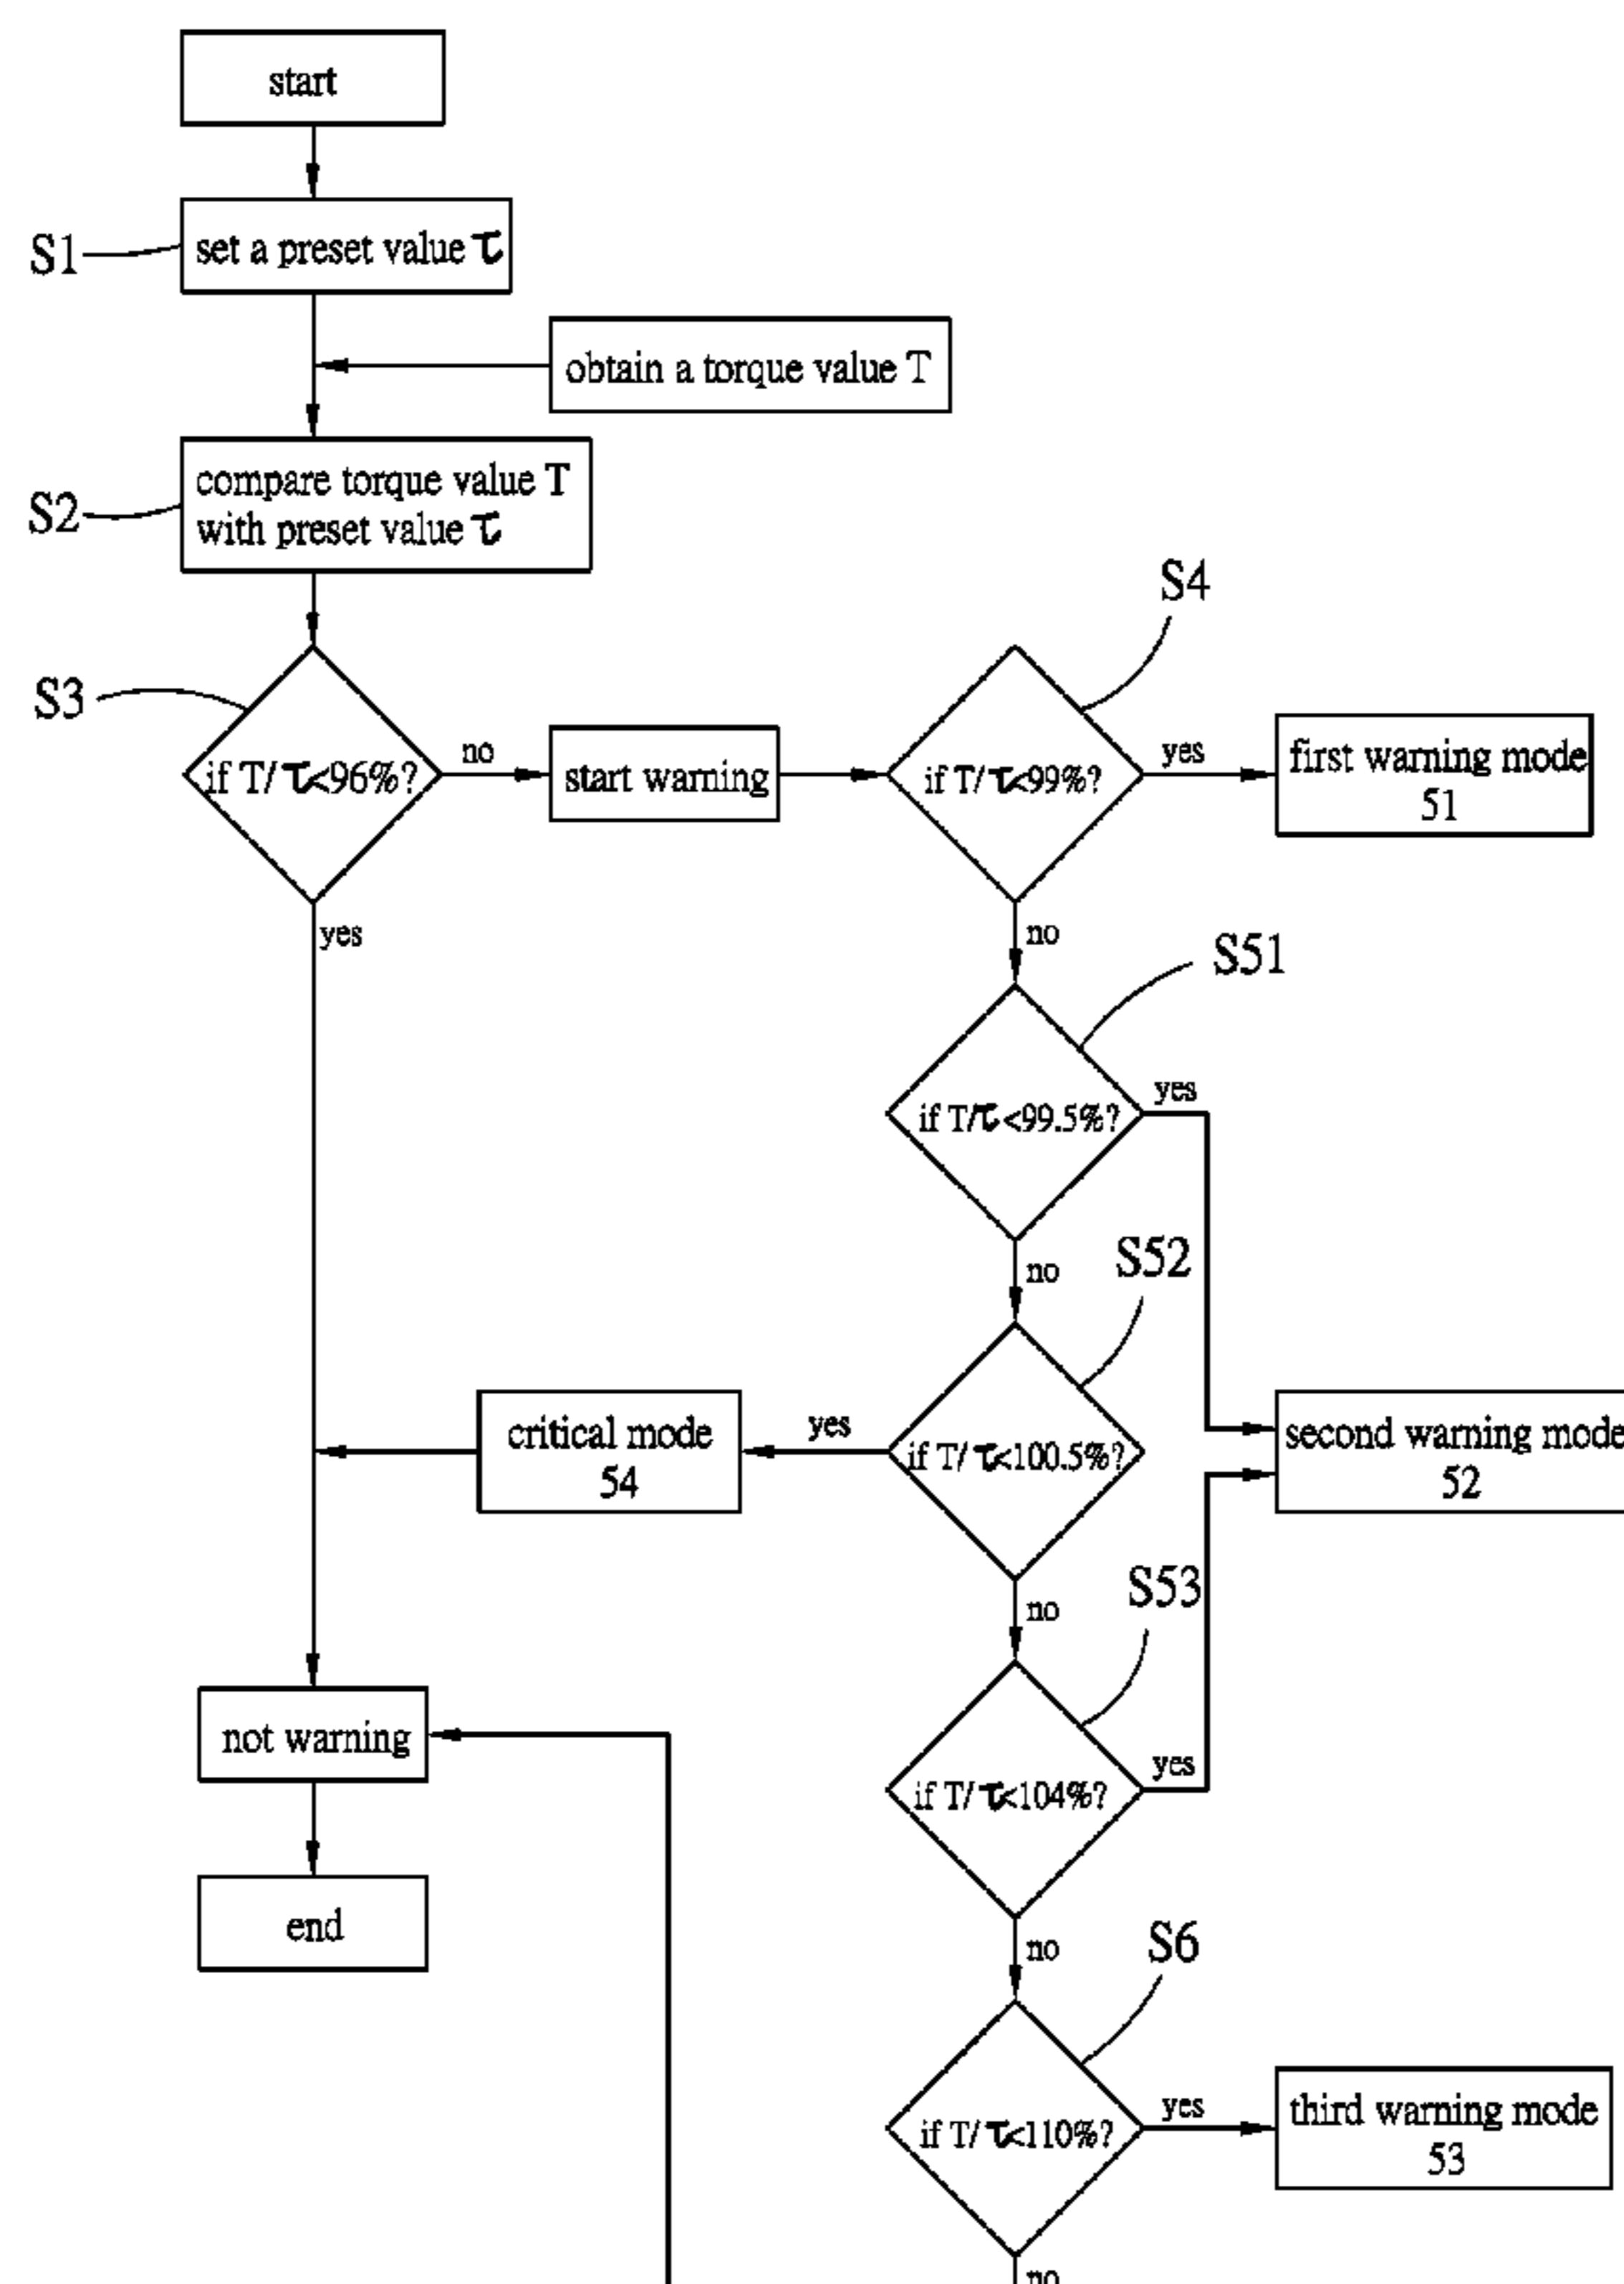 start
S1
set a preset value τ
obtain a torque value T
S2
compare torque value T
with preset value τ
S4
S3
if T/τ<96%?
no
start warning
if T/τ<99%?
yes
first warning mode
51
yes
no
S51
if T/τ<99.5%?
yes
no
S52
critical mode
54
yes
if T/τ<100.5%?
second warning mode
52
no
S53
not warning
if T/τ<104%?
yes
end
no
S6
if T/τ<110%?
yes
third warning mode
53
no